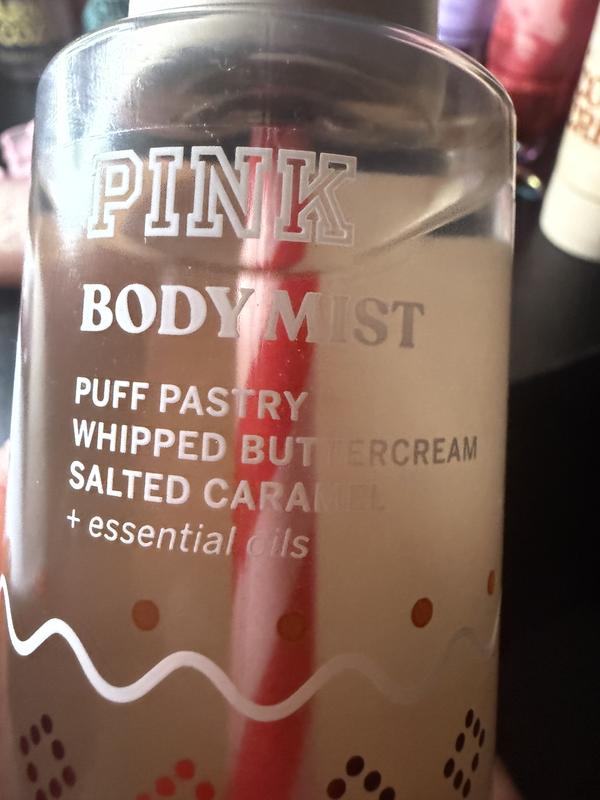 PINK
BODY MIST
PUFF PASTRY
WHIPPED BUTTERCREAM
SALTED CARAMEL
+ essential oils